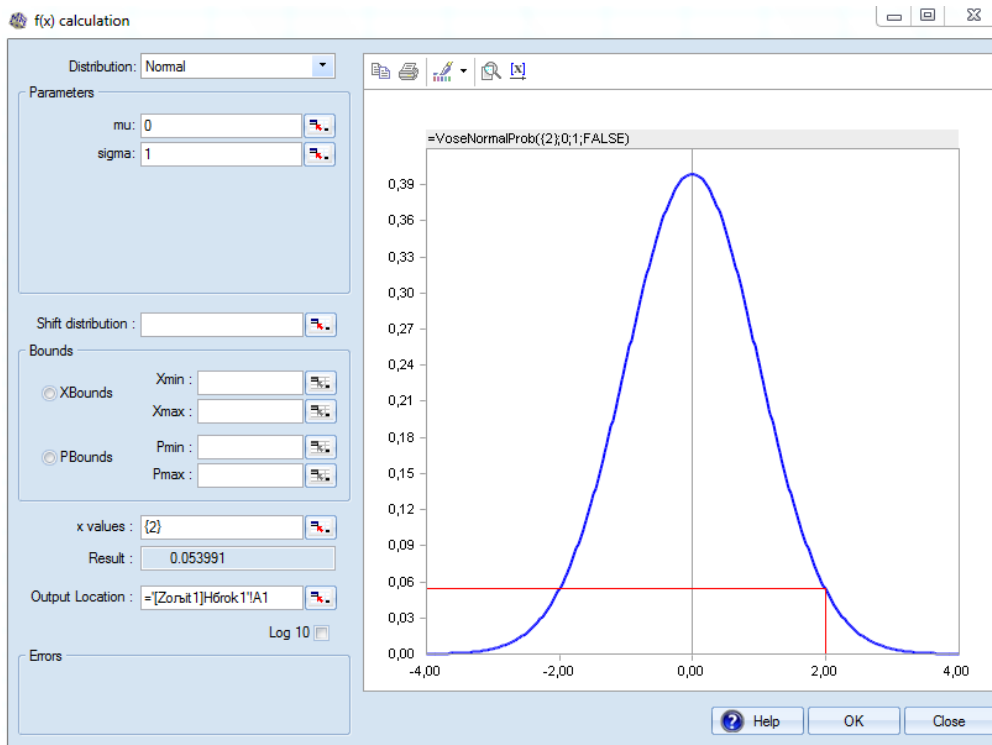 f(x) calculation
Distribution: Normal
Parameters
mu: 0
sigma: 1
Shift distribution :
Bounds
XBounds
Xmin :
Xmax :
PBounds
Pmin :
Pmax :
x values : {2}
Result : 0.053991
Output Location : ='[Zoљit1]Hбrok1'!A1
Log 10
Errors
[x]
=VoseNormalProb({2};0;1;FALSE)
0,39
0,36
0,33
0,30
0,27
0,24
0,21
0,18
0,15
0,12
0,09
0,06
0,03
0,00
-4,00 -2,00 0,00 2,00 4,00
? Help OK Close